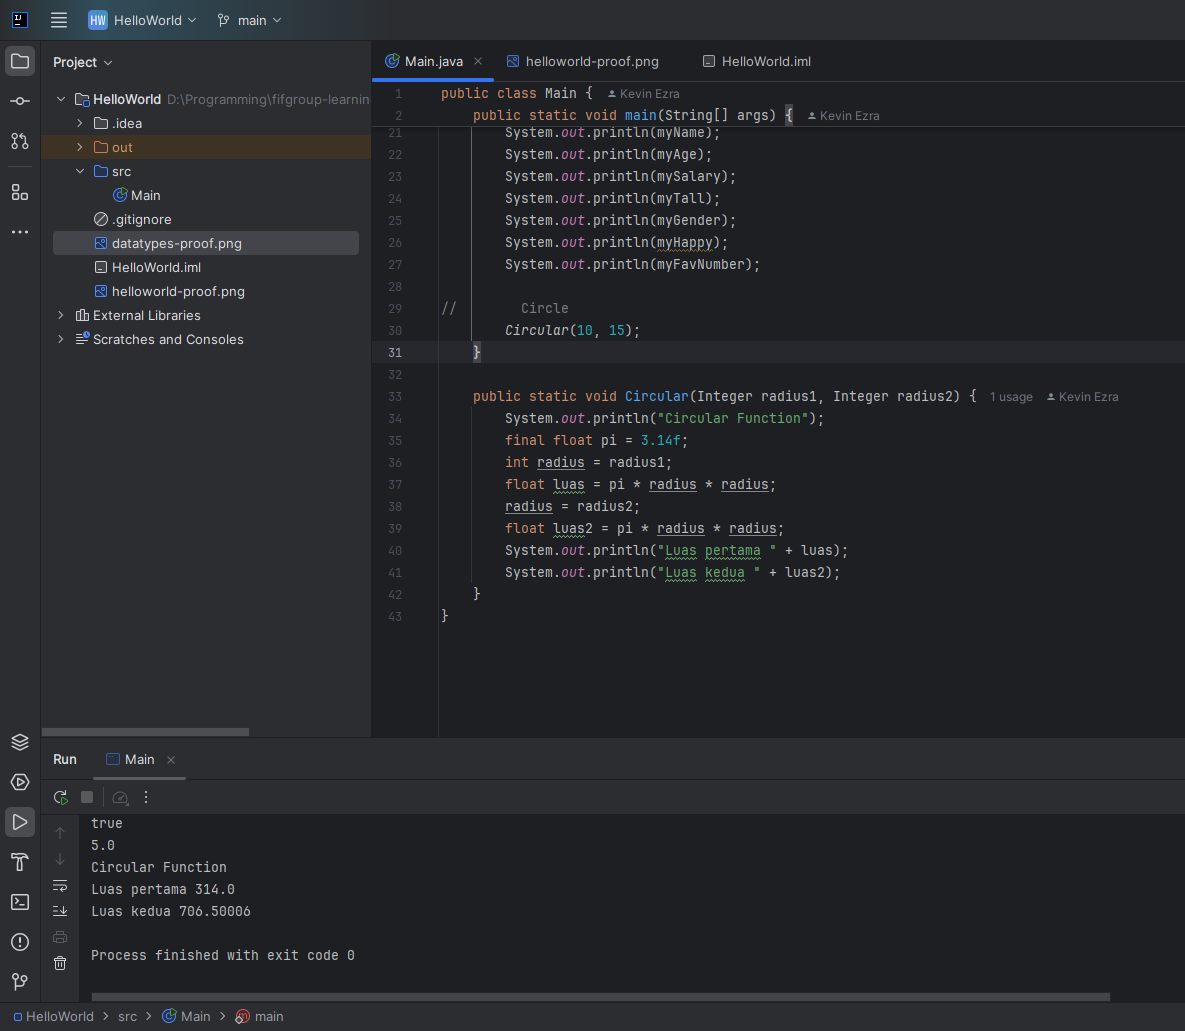 HW HelloWorld main
Project
HelloWorld D:\Programming\fifgroup-learnin
.idea
out
src
Main
.gitignore
datatypes-proof.png
HelloWorld.iml
helloworld-proof.png
External Libraries
Scratches and Consoles
Main.java helloworld-proof.png HelloWorld.iml
1 public class Main { Kevin Ezra
2 public static void main(String[] args) { Kevin Ezra
21 System.out.println(myName);
22 System.out.println(myAge);
23 System.out.println(mySalary);
24 System.out.println(myTall);
25 System.out.println(myGender);
26 System.out.println(myHappy);
27 System.out.println(myFavNumber);
28
29 // Circle
30 Circular(10, 15);
31 }
32
33 public static void Circular(Integer radius1, Integer radius2) { 1 usage Kevin Ezra
34 System.out.println("Circular Function");
35 final float pi = 3.14f;
36 int radius = radius1;
37 float luas = pi * radius * radius;
38 radius = radius2;
39 float luas2 = pi * radius * radius;
40 System.out.println("Luas pertama " + luas);
41 System.out.println("Luas kedua " + luas2);
42 }
43 }
Run Main
true
5.0
Circular Function
Luas pertama 314.0
Luas kedua 706.50006
Process finished with exit code 0
HelloWorld > src > Main > main